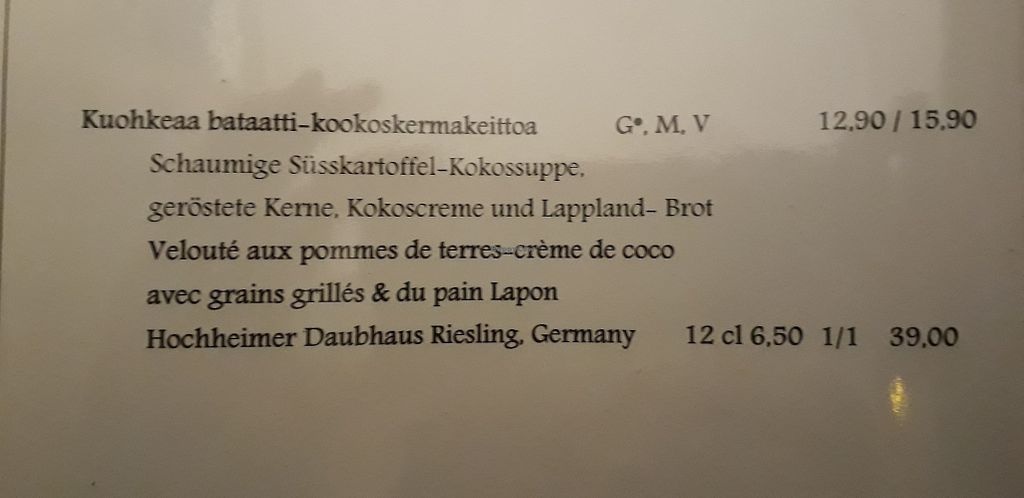 Kuohkeaa bataatti-kookoskermakeittoa G*, M, V 12,90 / 15,90
Schaumige Süsskartoffel-Kokossuppe,
geröstete Kerne, Kokoscreme und Lappland- Brot
Velouté aux pommes de terres-crème de coco
avec grains grillés & du pain Lapon
Hochheimer Daubhaus Riesling, Germany 12 cl 6,50 1/1 39,00